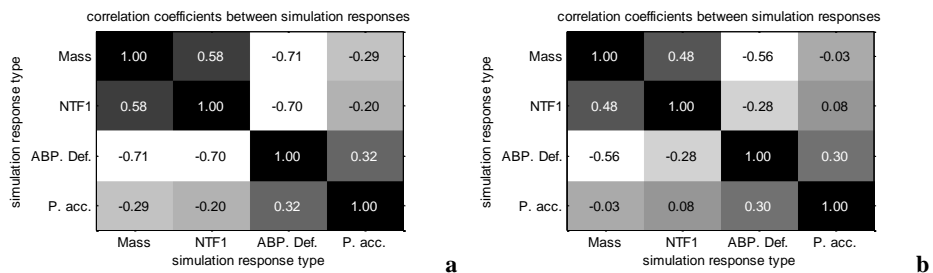 correlation coefficients between simulation responses
simulation response type
Mass 1.00 0.58 -0.71 -0.29
NTF1 0.58 1.00 -0.70 -0.20
ABP. Def. -0.71 -0.70 1.00 0.32
P. acc. -0.29 -0.20 0.32 1.00
Mass NTF1 ABP. Def. P. acc.
simulation response type
a
correlation coefficients between simulation responses
simulation response type
Mass 1.00 0.48 -0.56 -0.03
NTF1 0.48 1.00 -0.28 0.08
ABP. Def. -0.56 -0.28 1.00 0.30
P. acc. -0.03 0.08 0.30 1.00
Mass NTF1 ABP. Def. P. acc.
simulation response type
b